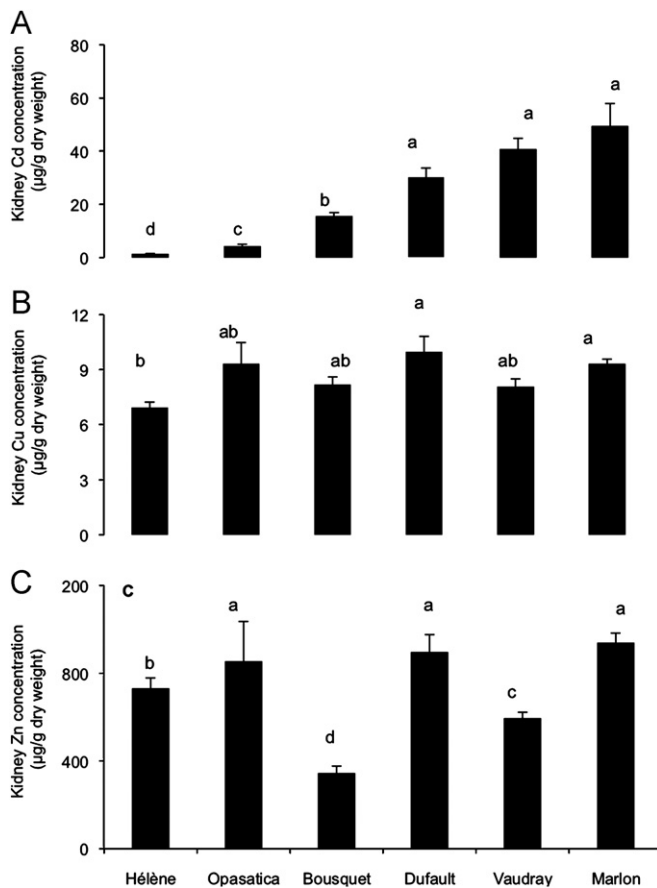 A
Kidney Cd concentration
(µg/g dry weight)
80
60
40
20
0
d
c
b
a
a
a
B
Kidney Cu concentration
(µg/g dry weight)
12
9
6
3
0
b
ab
ab
a
ab
a
C
Kidney Zn concentration
(µg/g dry weight)
200
800
400
0
c
b
a
d
a
c
a
Hélène
Opasatica
Bousquet
Dufault
Vaudray
Marlon